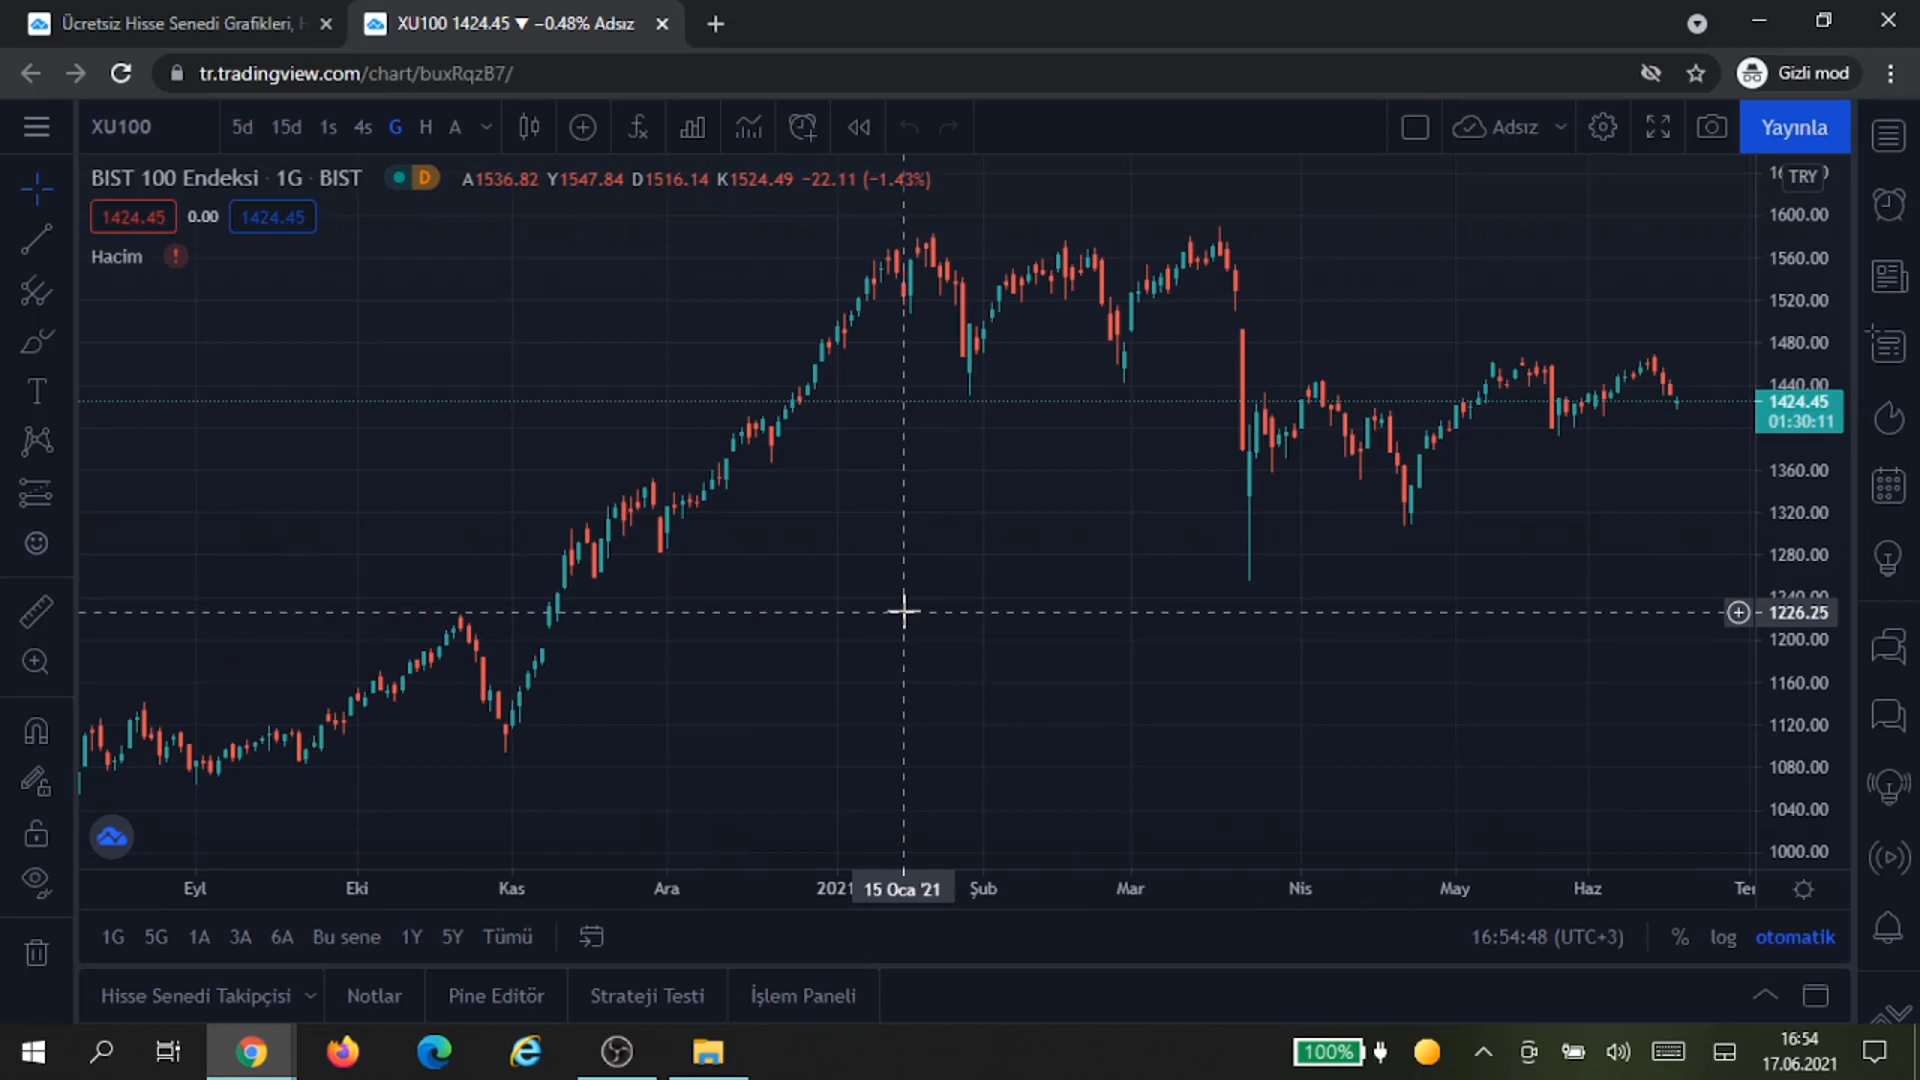 Ücretsiz Hisse Senedi Grafikleri,
XU100 1424.45 ▼ −0.48% Adsız
tr.tradingview.com/chart/buxRqzB7/
Gizli mod
XU100
5d 15d 1s 4s G H A
Adsız
Yayınla
BIST 100 Endeksi · 1G · BIST
D
A1536.82 Y1547.84 D1516.14 K1524.49 −22.11 (−1.43%)
TRY
1424.45 0.00 1424.45
Hacim
1600.00
1560.00
1520.00
1480.00
1440.00
1424.45
01:30:11
1360.00
1320.00
1280.00
1240.00
1226.25
1200.00
1160.00
1120.00
1080.00
1040.00
1000.00
Eyl Eki Kas Ara 2021 15 Oca '21 Şub Mar Nis May Haz
1G 5G 1A 3A 6A Bu sene 1Y 5Y Tümü
16:54:48 (UTC+3) % log otomatik
Hisse Senedi Takipçisi Notlar Pine Editör Strateji Testi İşlem Paneli
100%
16:54
17.06.2021